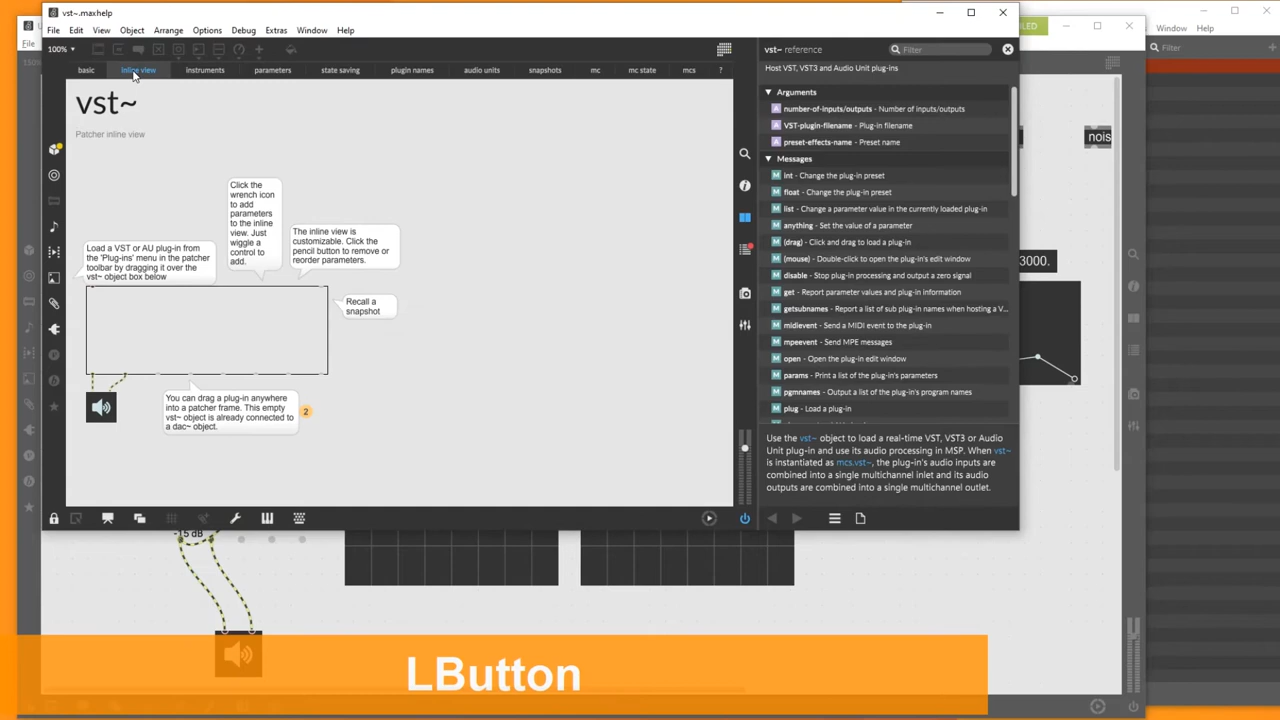 vst~.maxhelp
File Edit View Object Arrange Options Debug Extras Window Help
100%
basic inline view instruments parameters state saving plugin names audio units snapshots mc mc state mcs ?
vst~
Patcher inline view
Click the
wrench icon
to add
parameters
to the inline
view. Just
wiggle a
control to
add.
The inline view is
customizable. Click the
pencil button to remove or
reorder parameters.
Load a VST or AU plug-in from
the 'Plug-ins' menu in the patcher
toolbar by dragging it over the
vst~ object box below
Recall a
snapshot
You can drag a plug-in anywhere
into a patcher frame. This empty
vst~ object is already connected to
a dac~ object.
2
vst~ reference
Filter
Host VST, VST3 and Audio Unit plug-ins
Arguments
A number-of-inputs/outputs - Number of inputs/outputs
A VST-plugin-filename - Plug-in filename
A preset-effects-name - Preset name
Messages
M int - Change the plug-in preset
M float - Change the plug-in preset
M list - Change a parameter value in the currently loaded plug-in
M anything - Set the value of a parameter
M (drag) - Click and drag to load a plug-in
M (mouse) - Double-click to open the plug-in's edit window
M disable - Stop plug-in processing and output a zero signal
M get - Report parameter values and plug-in information
M getsubnames - Report a list of sub plug-in names when hosting a V...
M midievent - Send a MIDI event to the plug-in
M mpeevent - Send MPE messages
M open - Open the plug-in edit window
M params - Print a list of the plug-in's parameters
M pgmnames - Output a list of the plug-in's program names
M plug - Load a plug-in
Use the vst~ object to load a real-time VST, VST3 or Audio
Unit plug-in and use its audio processing in MSP. When vst~
is instantiated as mcs.vst~, the plug-in's audio inputs are
combined into a single multichannel inlet and its audio
outputs are combined into a single multichannel outlet.
File
150%
LED
Window Help
Filter
nois
3000.
-15 dB
LButton